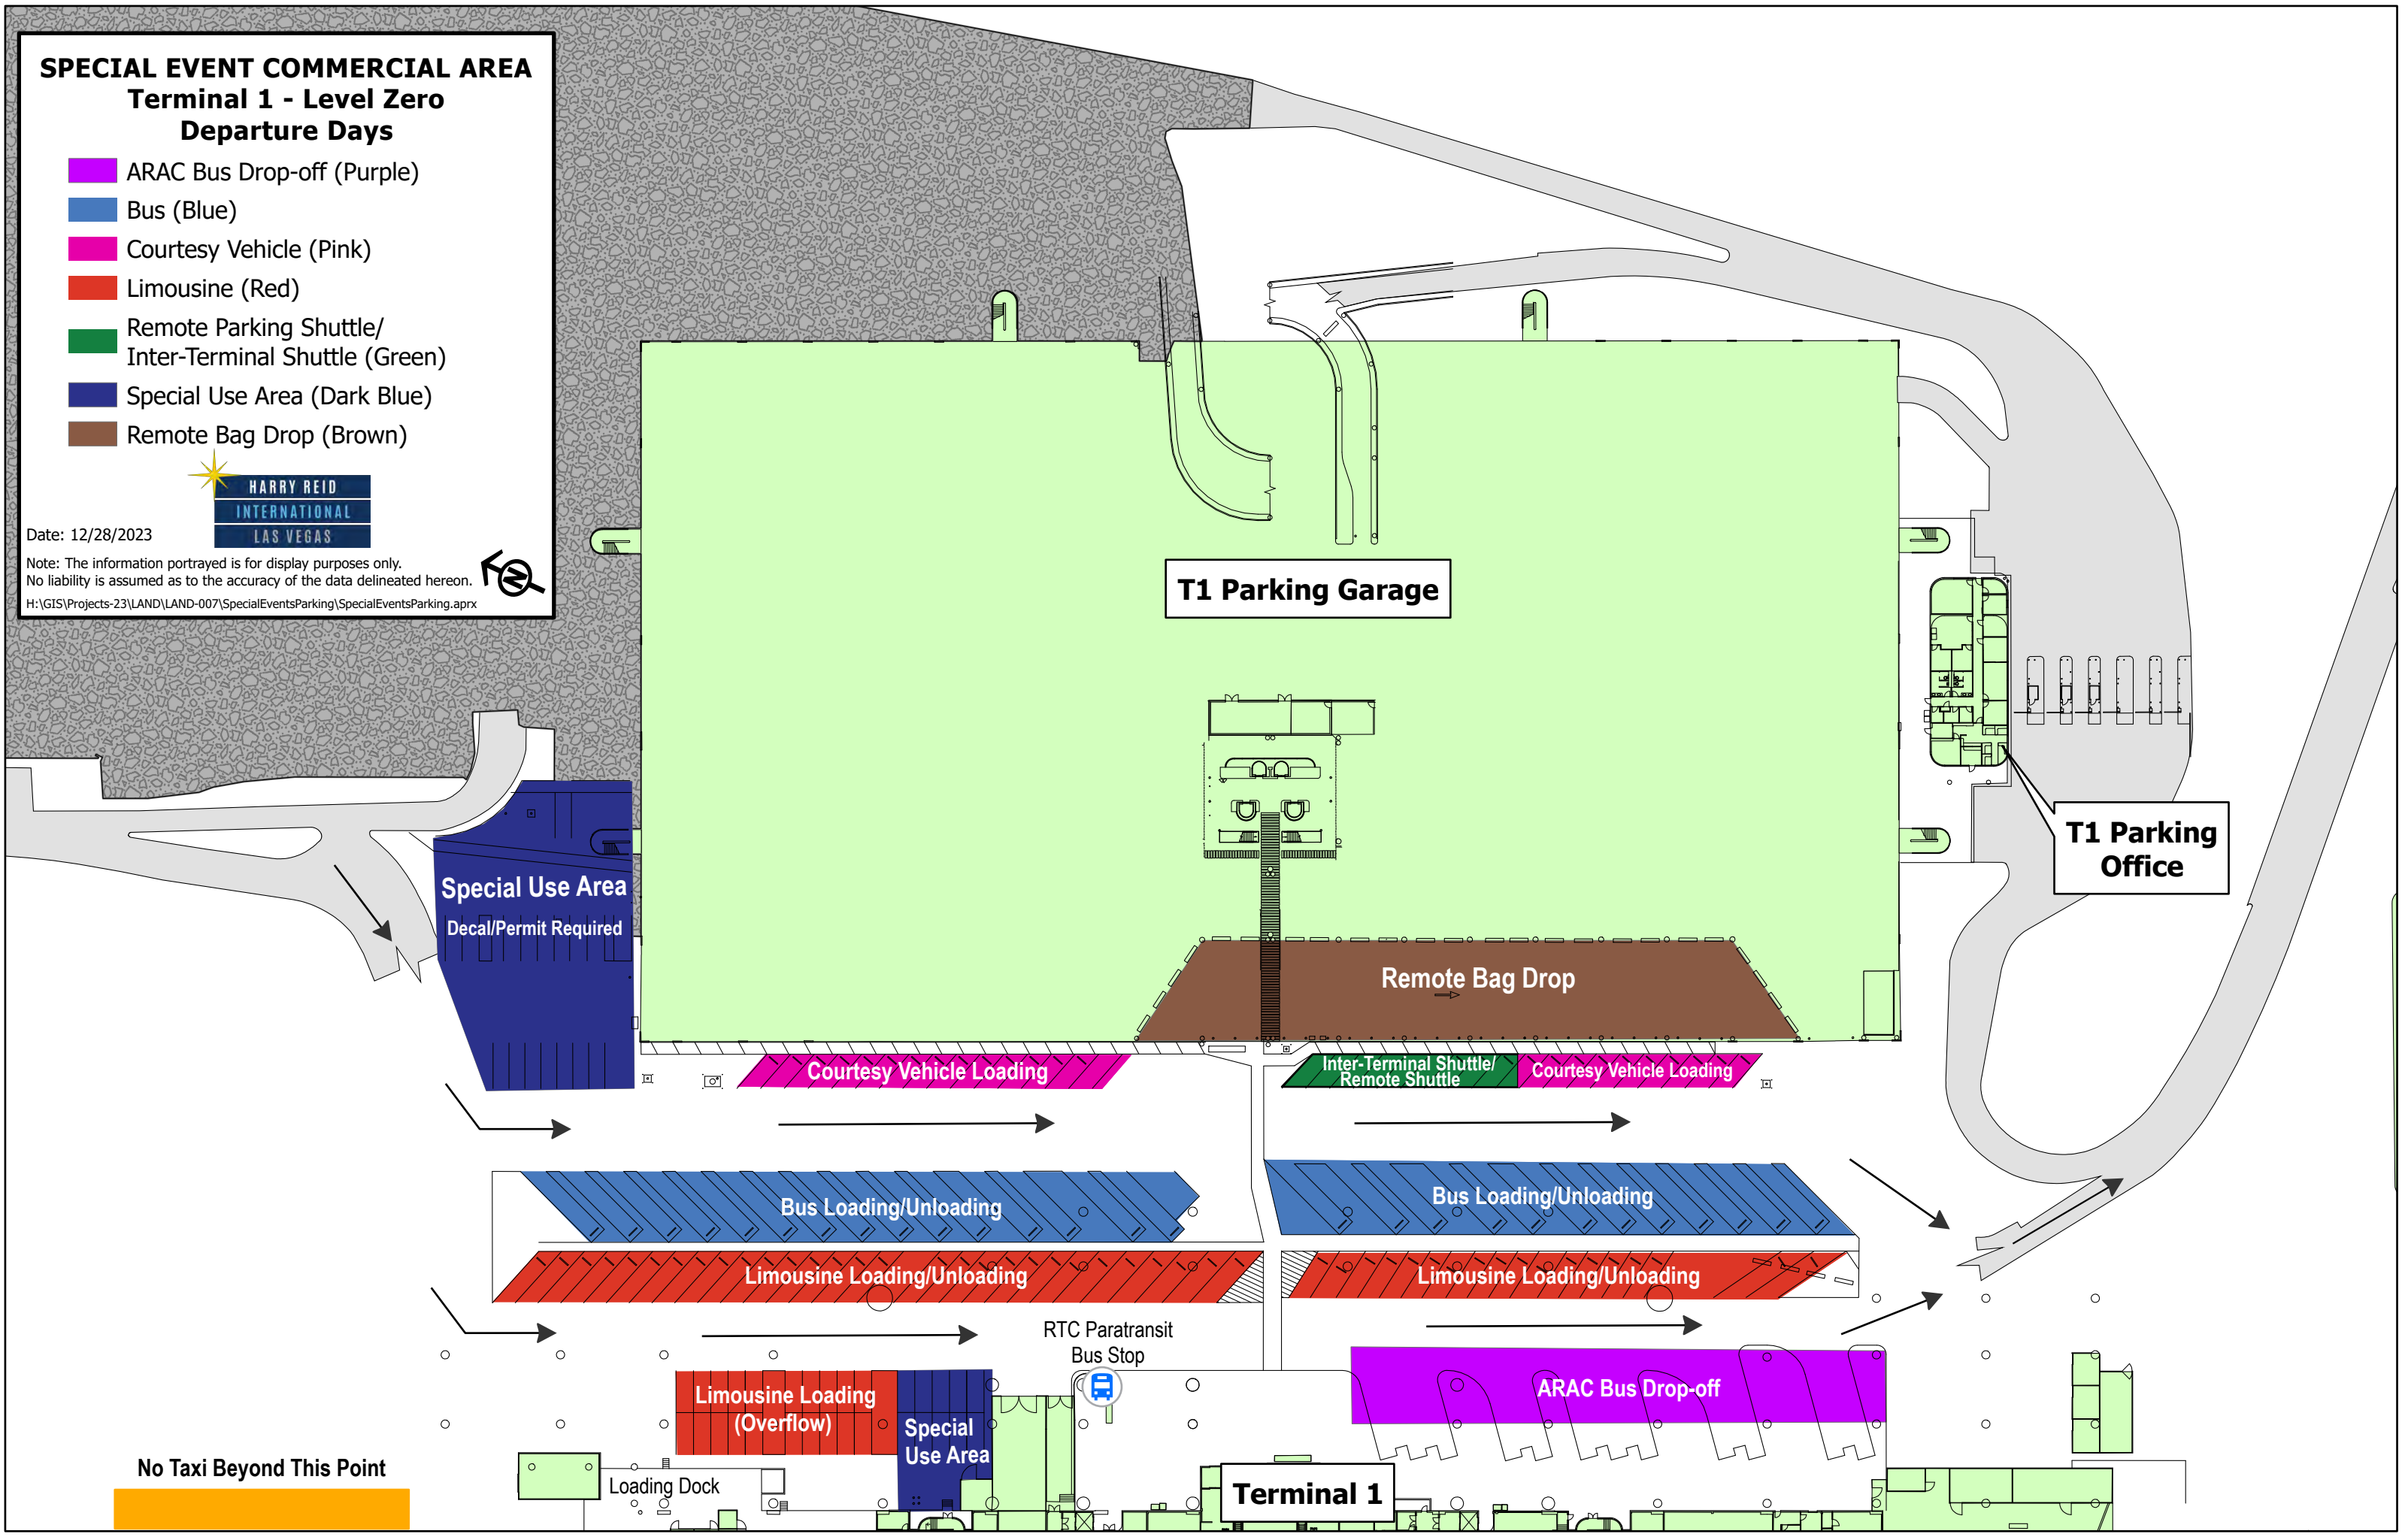 SPECIAL EVENT COMMERCIAL AREA
Terminal 1 - Level Zero
Departure Days
ARAC Bus Drop-off (Purple)
Bus (Blue)
Courtesy Vehicle (Pink)
Limousine (Red)
Remote Parking Shuttle/
Inter-Terminal Shuttle (Green)
Special Use Area (Dark Blue)
Remote Bag Drop (Brown)
HARRY REID
INTERNATIONAL
LAS VEGAS
Date: 12/28/2023
Note: The information portrayed is for display purposes only.
No liability is assumed as to the accuracy of the data delineated hereon.
H:\GIS\Projects-23\LAND\LAND-007\SpecialEventsParking\SpecialEventsParking.aprx
N
T1 Parking Garage
T1 Parking
Office
Special Use Area
Decal/Permit Required
Remote Bag Drop
Courtesy Vehicle Loading
Inter-Terminal Shuttle/
Remote Shuttle
Courtesy Vehicle Loading
Bus Loading/Unloading
Bus Loading/Unloading
Limousine Loading/Unloading
Limousine Loading/Unloading
RTC Paratransit
Bus Stop
Limousine Loading
(Overflow)
Special
Use Area
ARAC Bus Drop-off
No Taxi Beyond This Point
Loading Dock
Terminal 1